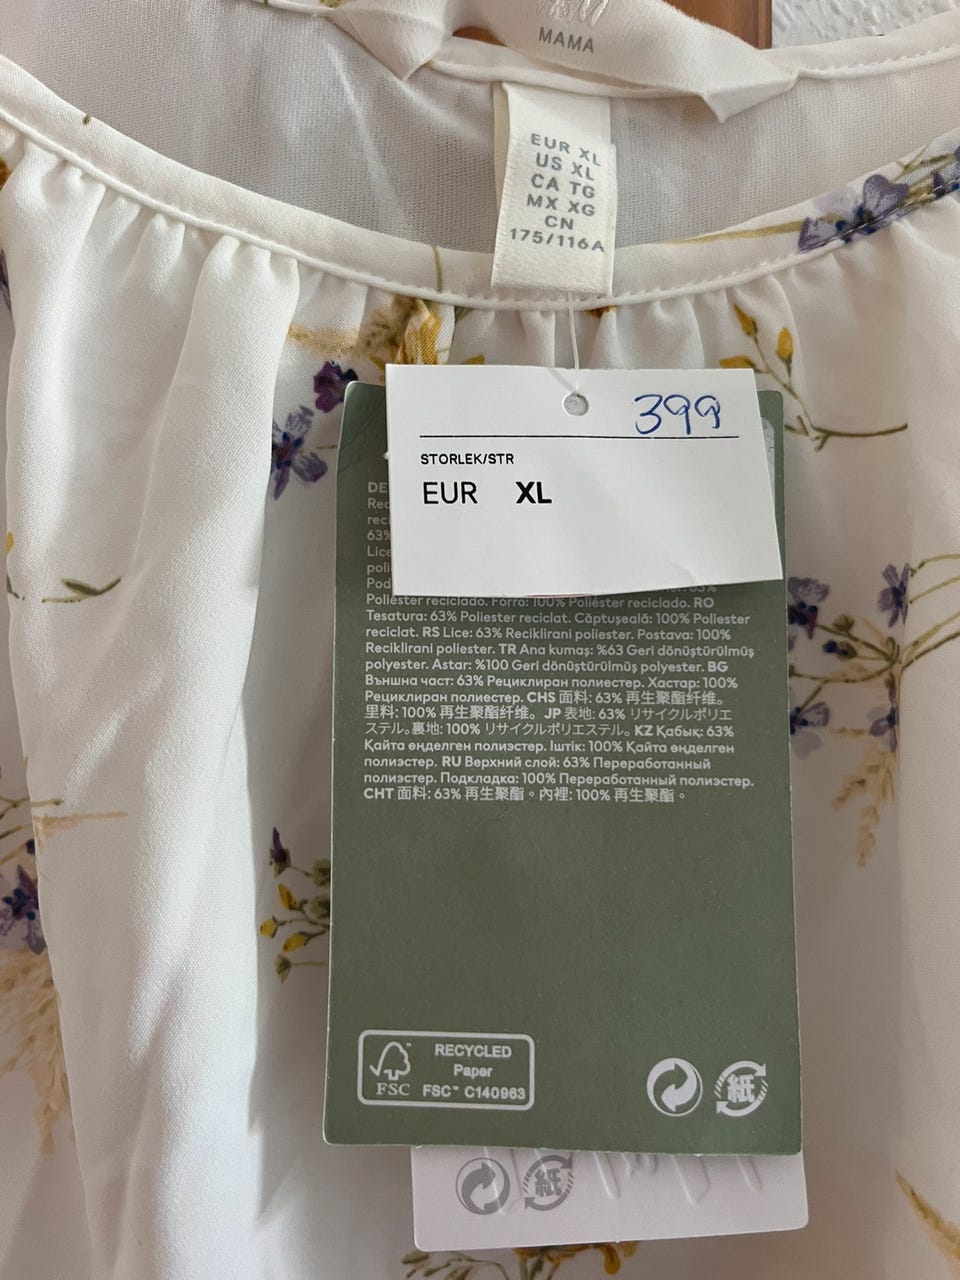 H&M
MAMA
EUR XL
US XL
CA TG
MX XG
CN
175/116A
399
STORLEK/STR
EUR XL
DE
63%
Lice
Poliester reciclado. Forro: 100% Poliéster reciclado. RO
Tesatura: 63% Poliester reciclat. Căptușeală: 100% Poliester
reciclat. RS Lice: 63% Reciklirani poliester. Postava: 100%
Reciklirani poliester. TR Ana kumaş: %63 Geri dönüştürülmüş
polyester. Astar: %100 Geri dönüştürülmüş polyester. BG
Външна част: 63% Рециклиран полиестер. Хастар: 100%
Рециклиран полиестер. CHS 面料: 63% 再生聚酯纤维。
里料: 100% 再生聚酯纤维。 JP 表地: 63% リサイクルポリエ
ステル。裏地: 100% リサイクルポリエステル。 KZ Қабық: 63%
Қайта өңделген полиэстер. Іштік: 100% Қайта өңделген
полиэстер. RU Верхний слой: 63% Переработанный
полиэстер. Подкладка: 100% Переработанный полиэстер.
CHT 面料: 63% 再生聚酯。內裡: 100% 再生聚酯。
RECYCLED
Paper
FSC™ C140963
FSC
紙
紙